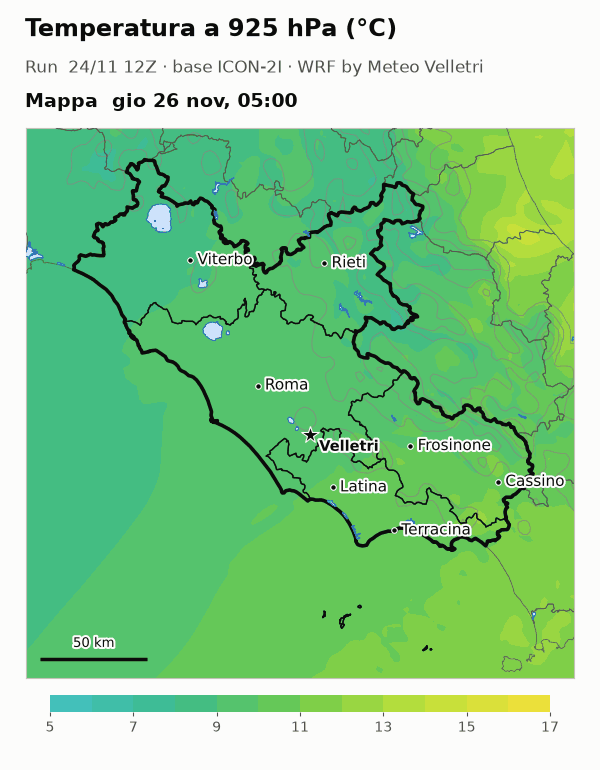 Temperatura a 925 hPa (°C)
Run  24/11 12Z · base ICON-2I · WRF by Meteo Velletri
Mappa  gio 26 nov, 05:00
Viterbo
Rieti
Roma
Velletri
Frosinone
Latina
Cassino
Terracina
50 km
5 7 9 11 13 15 17